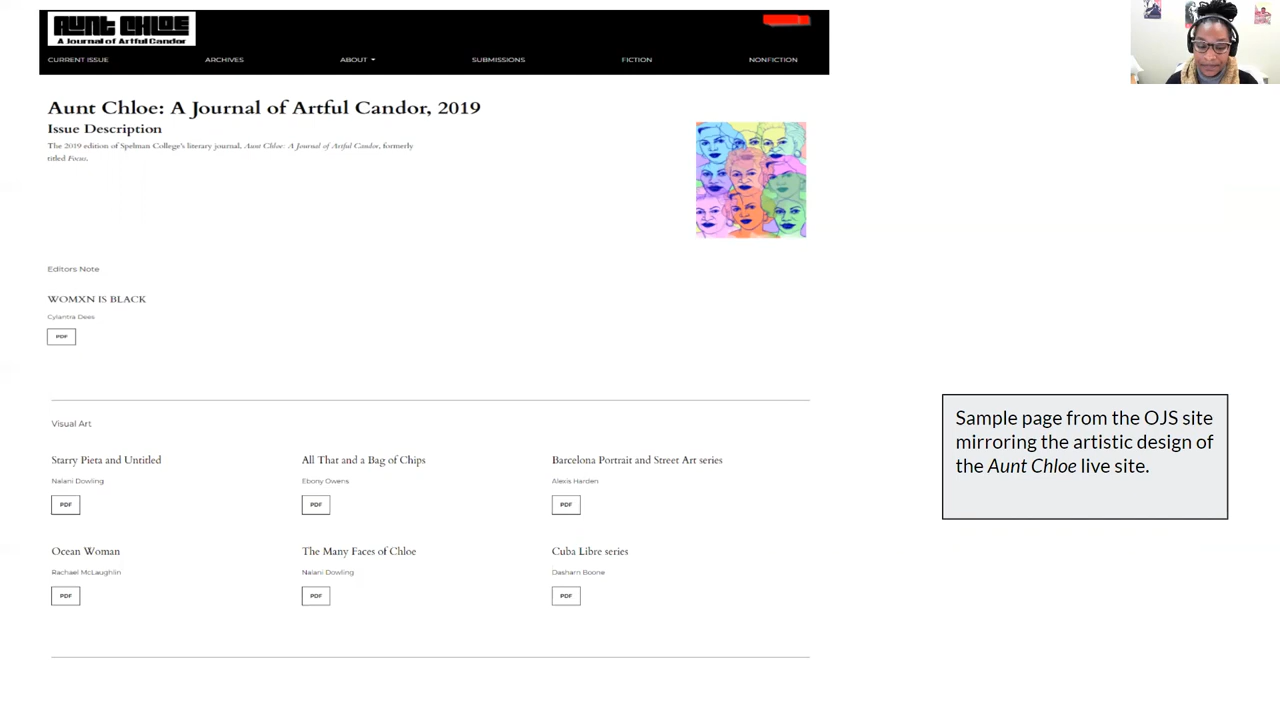 AUNT CHLOE
A Journal of Artful Candor
CURRENT ISSUE ARCHIVES ABOUT SUBMISSIONS FICTION NONFICTION
Aunt Chloe: A Journal of Artful Candor, 2019
Issue Description
The 2019 edition of Spelman College's literary journal, Aunt Chloe: A Journal of Artful Candor, formerly
titled Focus.
Editors Note
WOMXN IS BLACK
Cylantra Dees
PDF
Visual Art
Starry Pieta and Untitled
Nalani Dowling
PDF
All That and a Bag of Chips
Ebony Owens
PDF
Barcelona Portrait and Street Art series
Alexis Harden
PDF
Ocean Woman
Rachael McLaughlin
PDF
The Many Faces of Chloe
Nalani Dowling
PDF
Cuba Libre series
Dasharn Boone
PDF
Sample page from the OJS site
mirroring the artistic design of
the Aunt Chloe live site.